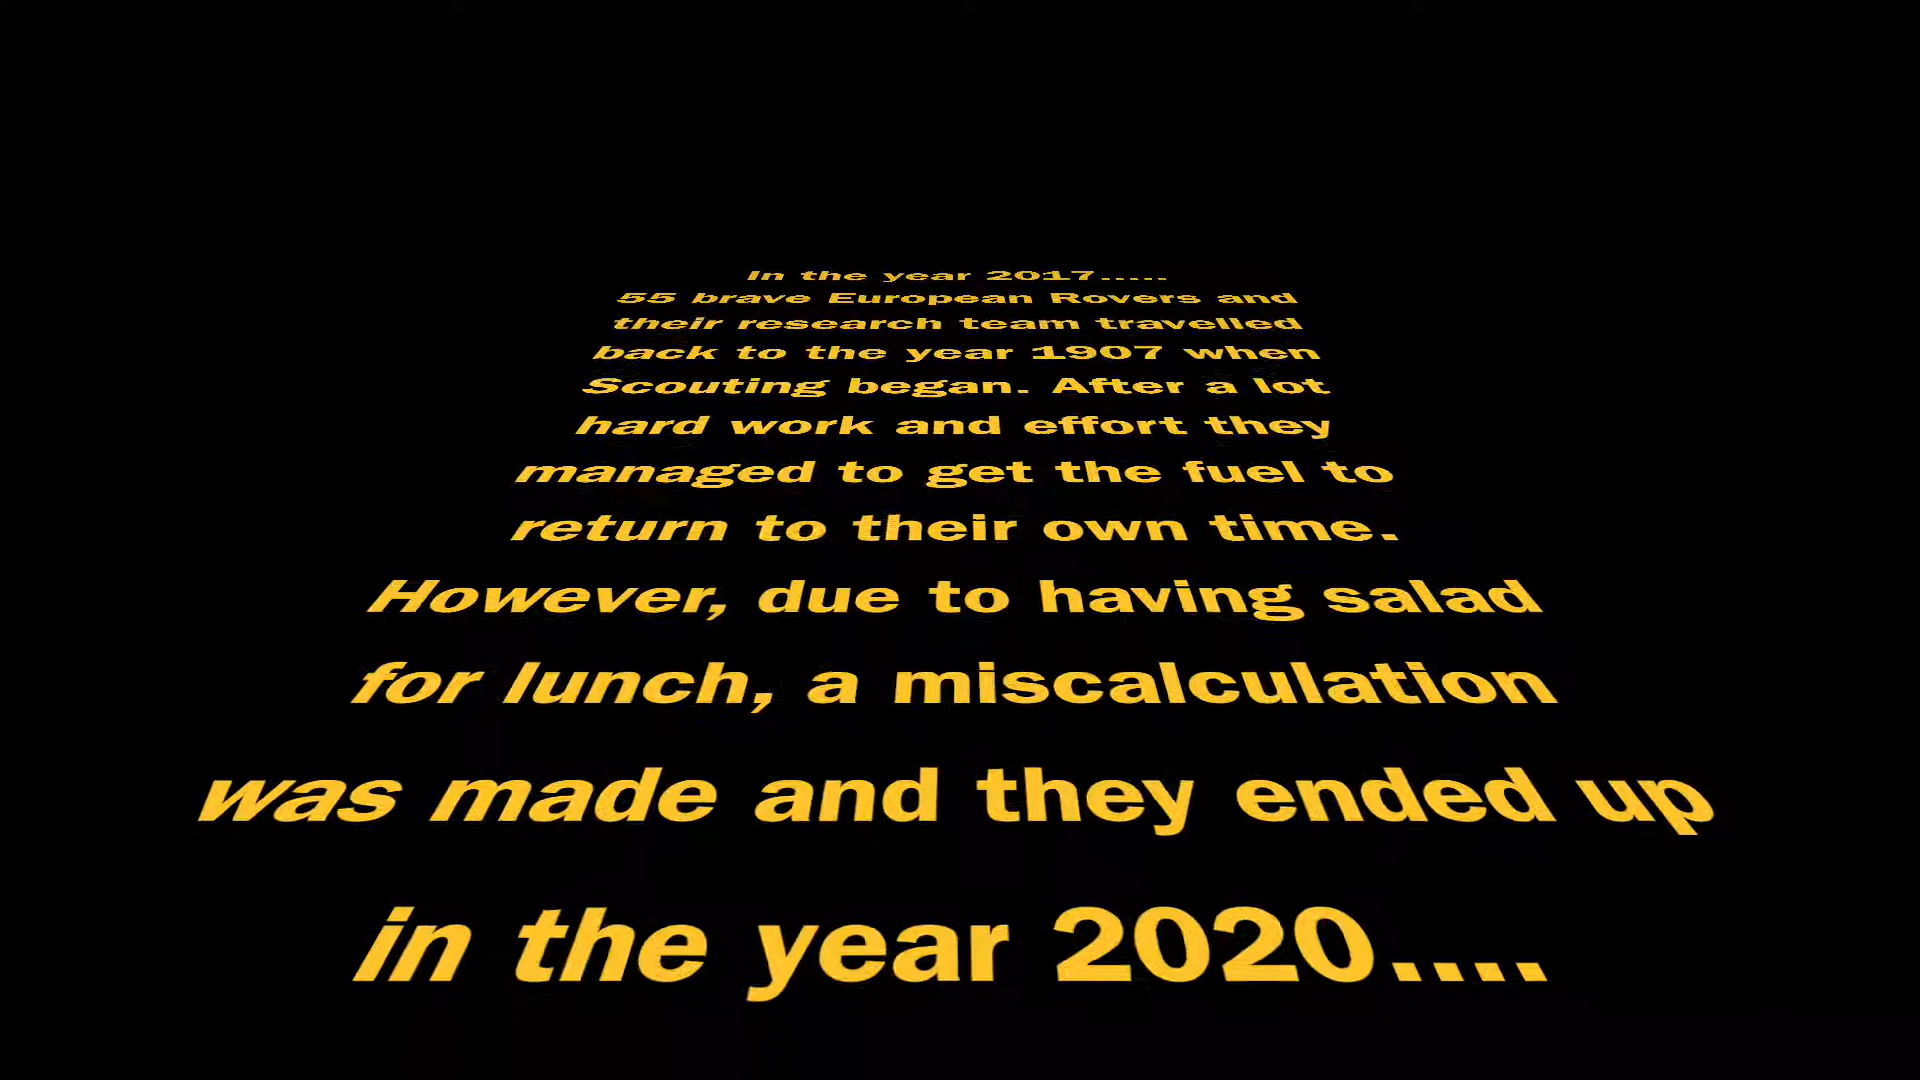 In the year 2017.....
55 brave European Rovers and
their research team travelled
back to the year 1907 when
Scouting began. After a lot
hard work and effort they
managed to get the fuel to
return to their own time.
However, due to having salad
for lunch, a miscalculation
was made and they ended up
in the year 2020....